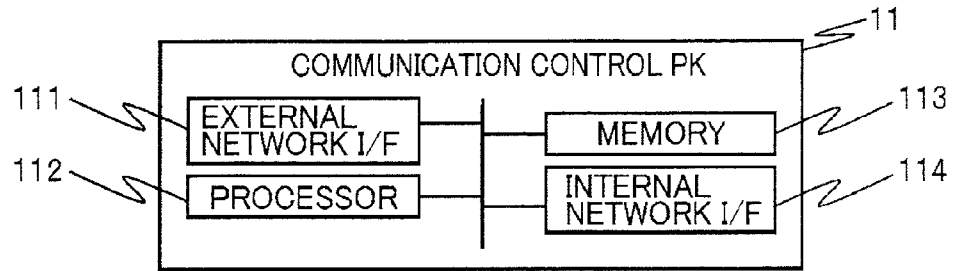 11
COMMUNICATION CONTROL PK
111
EXTERNAL
NETWORK I/F
MEMORY
113
112
PROCESSOR
INTERNAL
NETWORK I/F
114